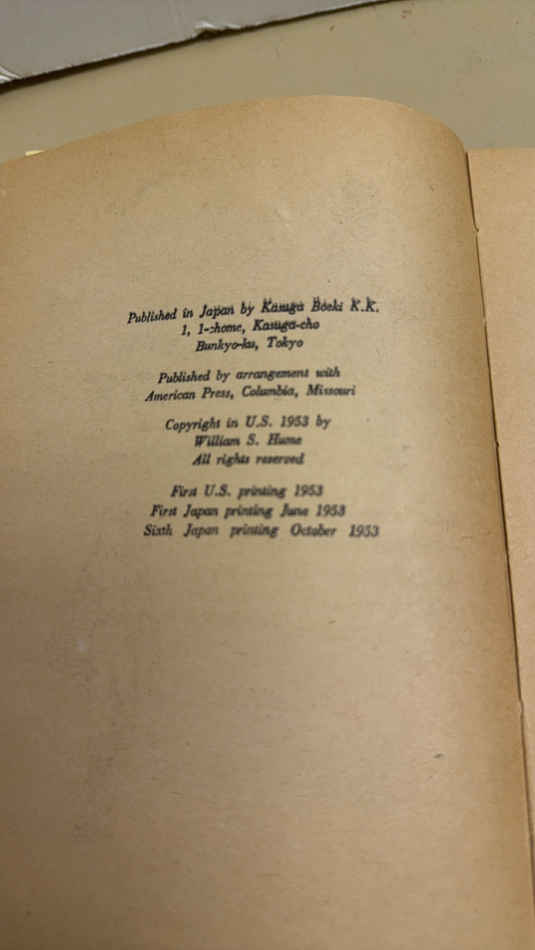 Published in Japan by Kasuga Boeki K.K.
1, 1-chome, Kasuga-cho
Bunkyo-ku, Tokyo
Published by arrangement with
American Press, Columbia, Missouri
Copyright in U.S. 1953 by
William S. Hume
All rights reserved
First U.S. printing 1953
First Japan printing June 1953
Sixth Japan printing October 1953